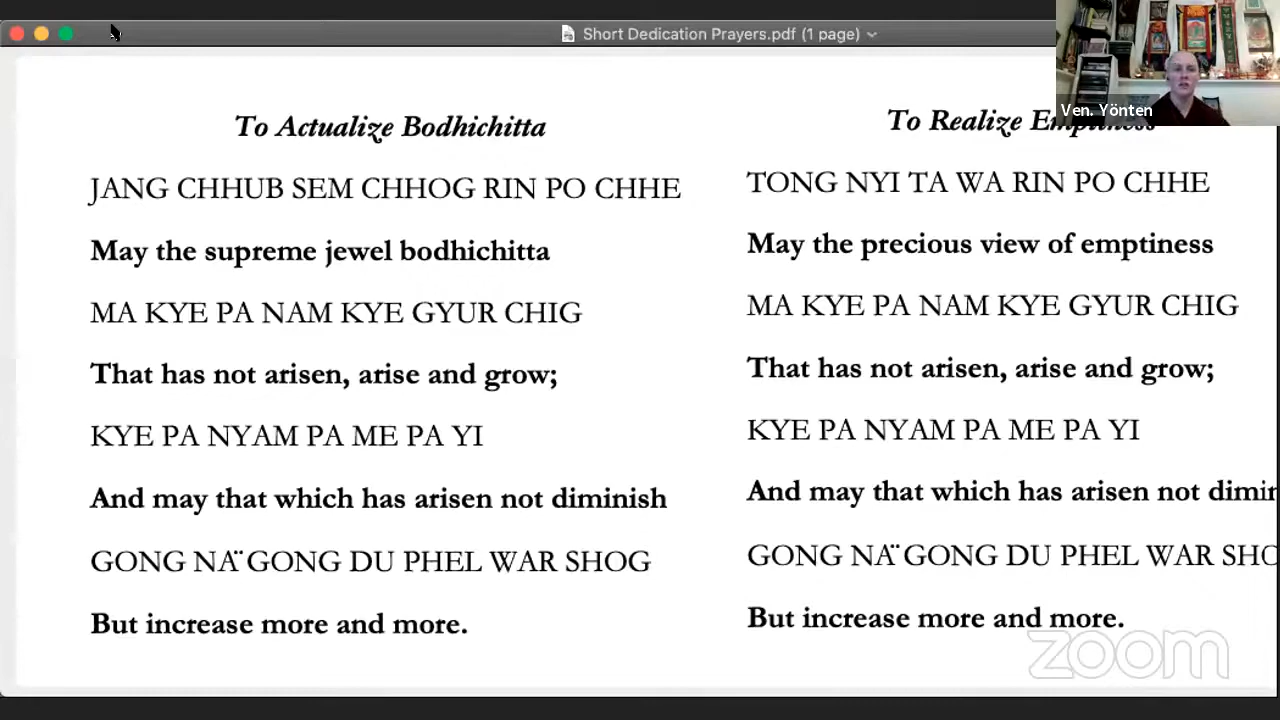 Short Dedication Prayers.pdf (1 page)
Ven. Yönten
To Actualize Bodhichitta
JANG CHHUB SEM CHHOG RIN PO CHHE
May the supreme jewel bodhichitta
MA KYE PA NAM KYE GYUR CHIG
That has not arisen, arise and grow;
KYE PA NYAM PA ME PA YI
And may that which has arisen not diminish
GONG NA¨ GONG DU PHEL WAR SHOG
But increase more and more.
To Realize
TONG NYI TA WA RIN PO CHHE
May the precious view of emptiness
MA KYE PA NAM KYE GYUR CHIG
That has not arisen, arise and grow;
KYE PA NYAM PA ME PA YI
And may that which has arisen not
GONG NA¨ GONG DU PHEL WAR
But increase more and more.
zoom